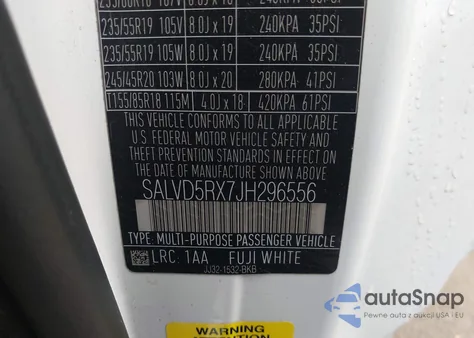 235/55R19 105V 8.0J x 19 240KPA 35PSI
235/55R19 105W 8.0J x 19 240KPA 35PSI
245/45R20 103W 8.0J x 20 280KPA 41PSI
T155/85R18 115M 4.0J x 18 420KPA 61PSI
THIS VEHICLE CONFORMS TO ALL APPLICABLE
U.S. FEDERAL MOTOR VEHICLE SAFETY AND
THEFT PREVENTION STANDARDS IN EFFECT ON
THE DATE OF MANUFACTURE SHOWN ABOVE.
SALVD5RX7JH296556
TYPE: MULTI-PURPOSE PASSENGER VEHICLE
LRC: 1AA FUJI WHITE
JJ32-1532-BKB
WARNING
autoSnap
Pewne auta z aukcji USA i EU